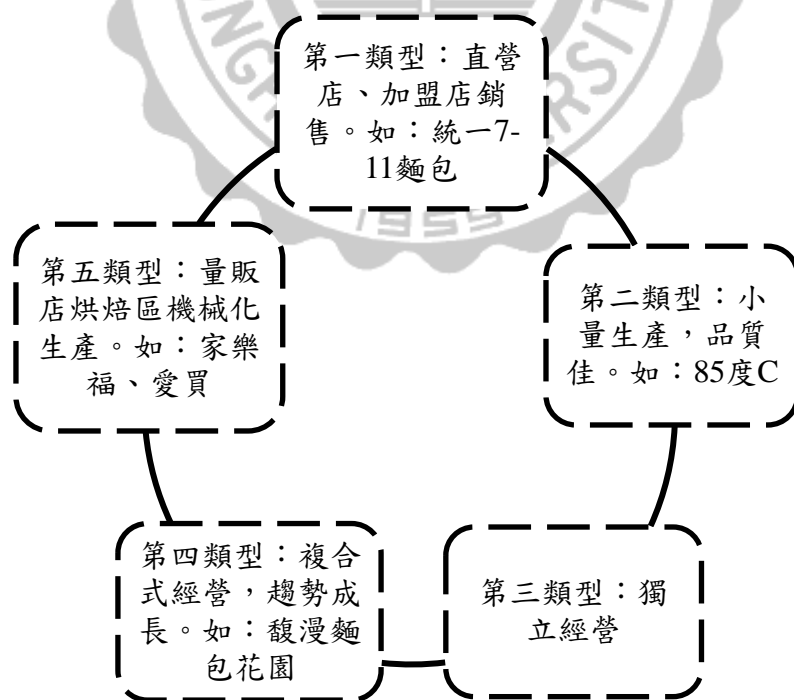 第一類型：直營
店、加盟店銷
售。如：統一7-
11麵包
1955
第二類型：小
量生產，品質
佳。如：85度C
第三類型：獨
立經營
第四類型：複合
式經營，趨勢成
長。如：馥漫麵
包花園
第五類型：量販
店烘焙區機械化
生產。如：家樂
福、愛買